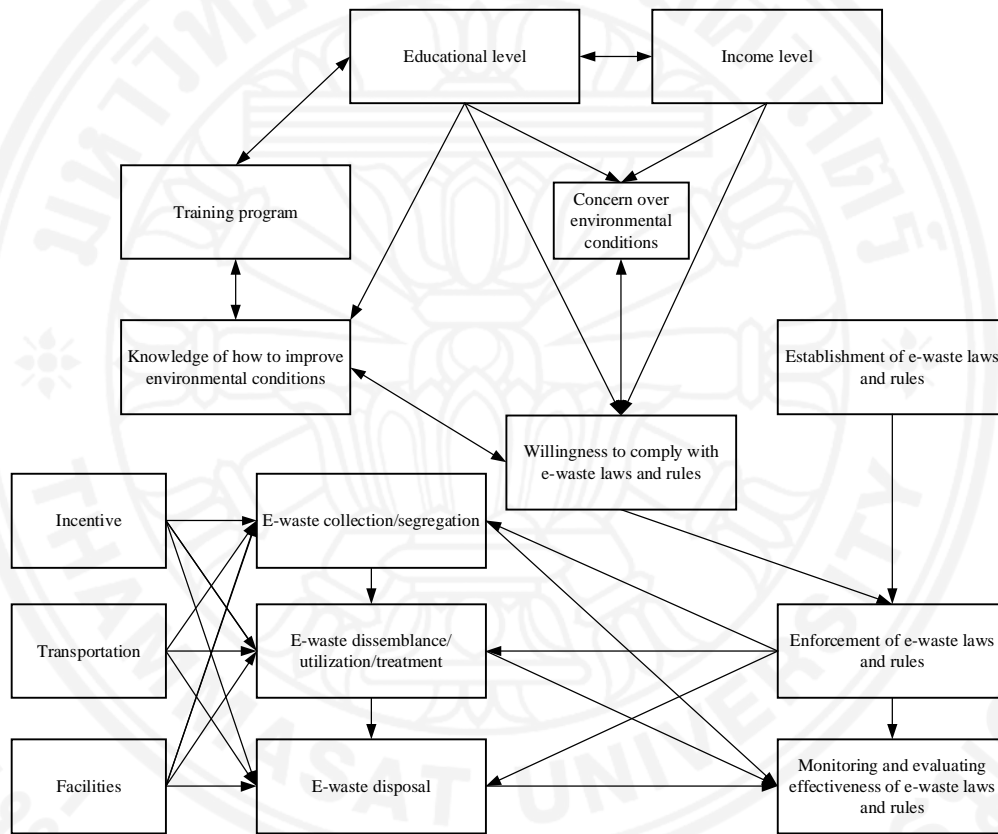 Educational level
Income level
Training program
Concern over
environmental
conditions
Knowledge of how to improve
environmental conditions
Establishment of e-waste laws
and rules
Willingness to comply with
e-waste laws and rules
Incentive
E-waste collection/segregation
Transportation
E-waste dissemblance/
utilization/treatment
Enforcement of e-waste laws
and rules
Facilities
E-waste disposal
Monitoring and evaluating
effectiveness of e-waste laws
and rules
THAMMASAT UNIVERSITY